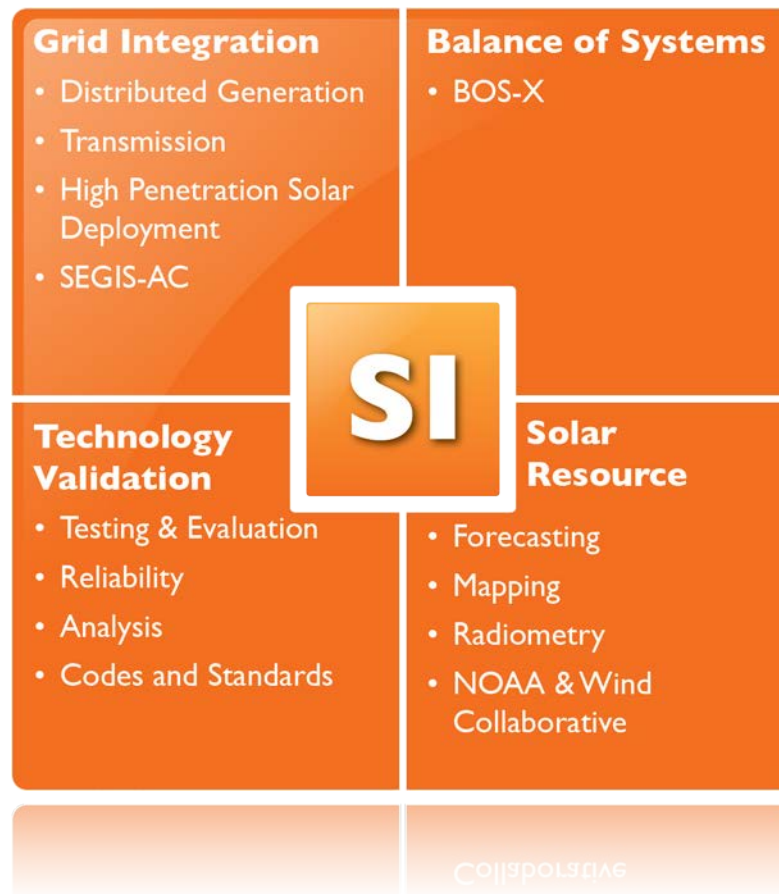 Grid Integration
• Distributed Generation
• Transmission
• High Penetration Solar
Deployment
• SEGIS-AC
Balance of Systems
• BOS-X
SI
Technology
Validation
• Testing & Evaluation
• Reliability
• Analysis
• Codes and Standards
Solar
Resource
• Forecasting
• Mapping
• Radiometry
• NOAA & Wind
Collaborative
Collaborative